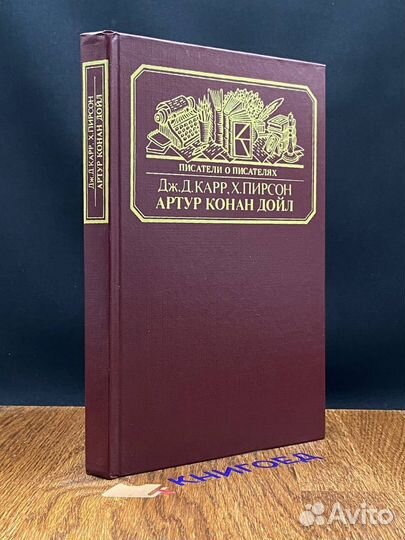 ПИСАТЕЛИ О ПИСАТЕЛЯХ
Дж.Д.КАРР, Х.ПИРСОН
АРТУР КОНАН ДОЙЛ
Дж.Д.КАРР, Х.ПИРСОН
АРТУР КОНАН ДОЙЛ
КНИГОЕД
Avito